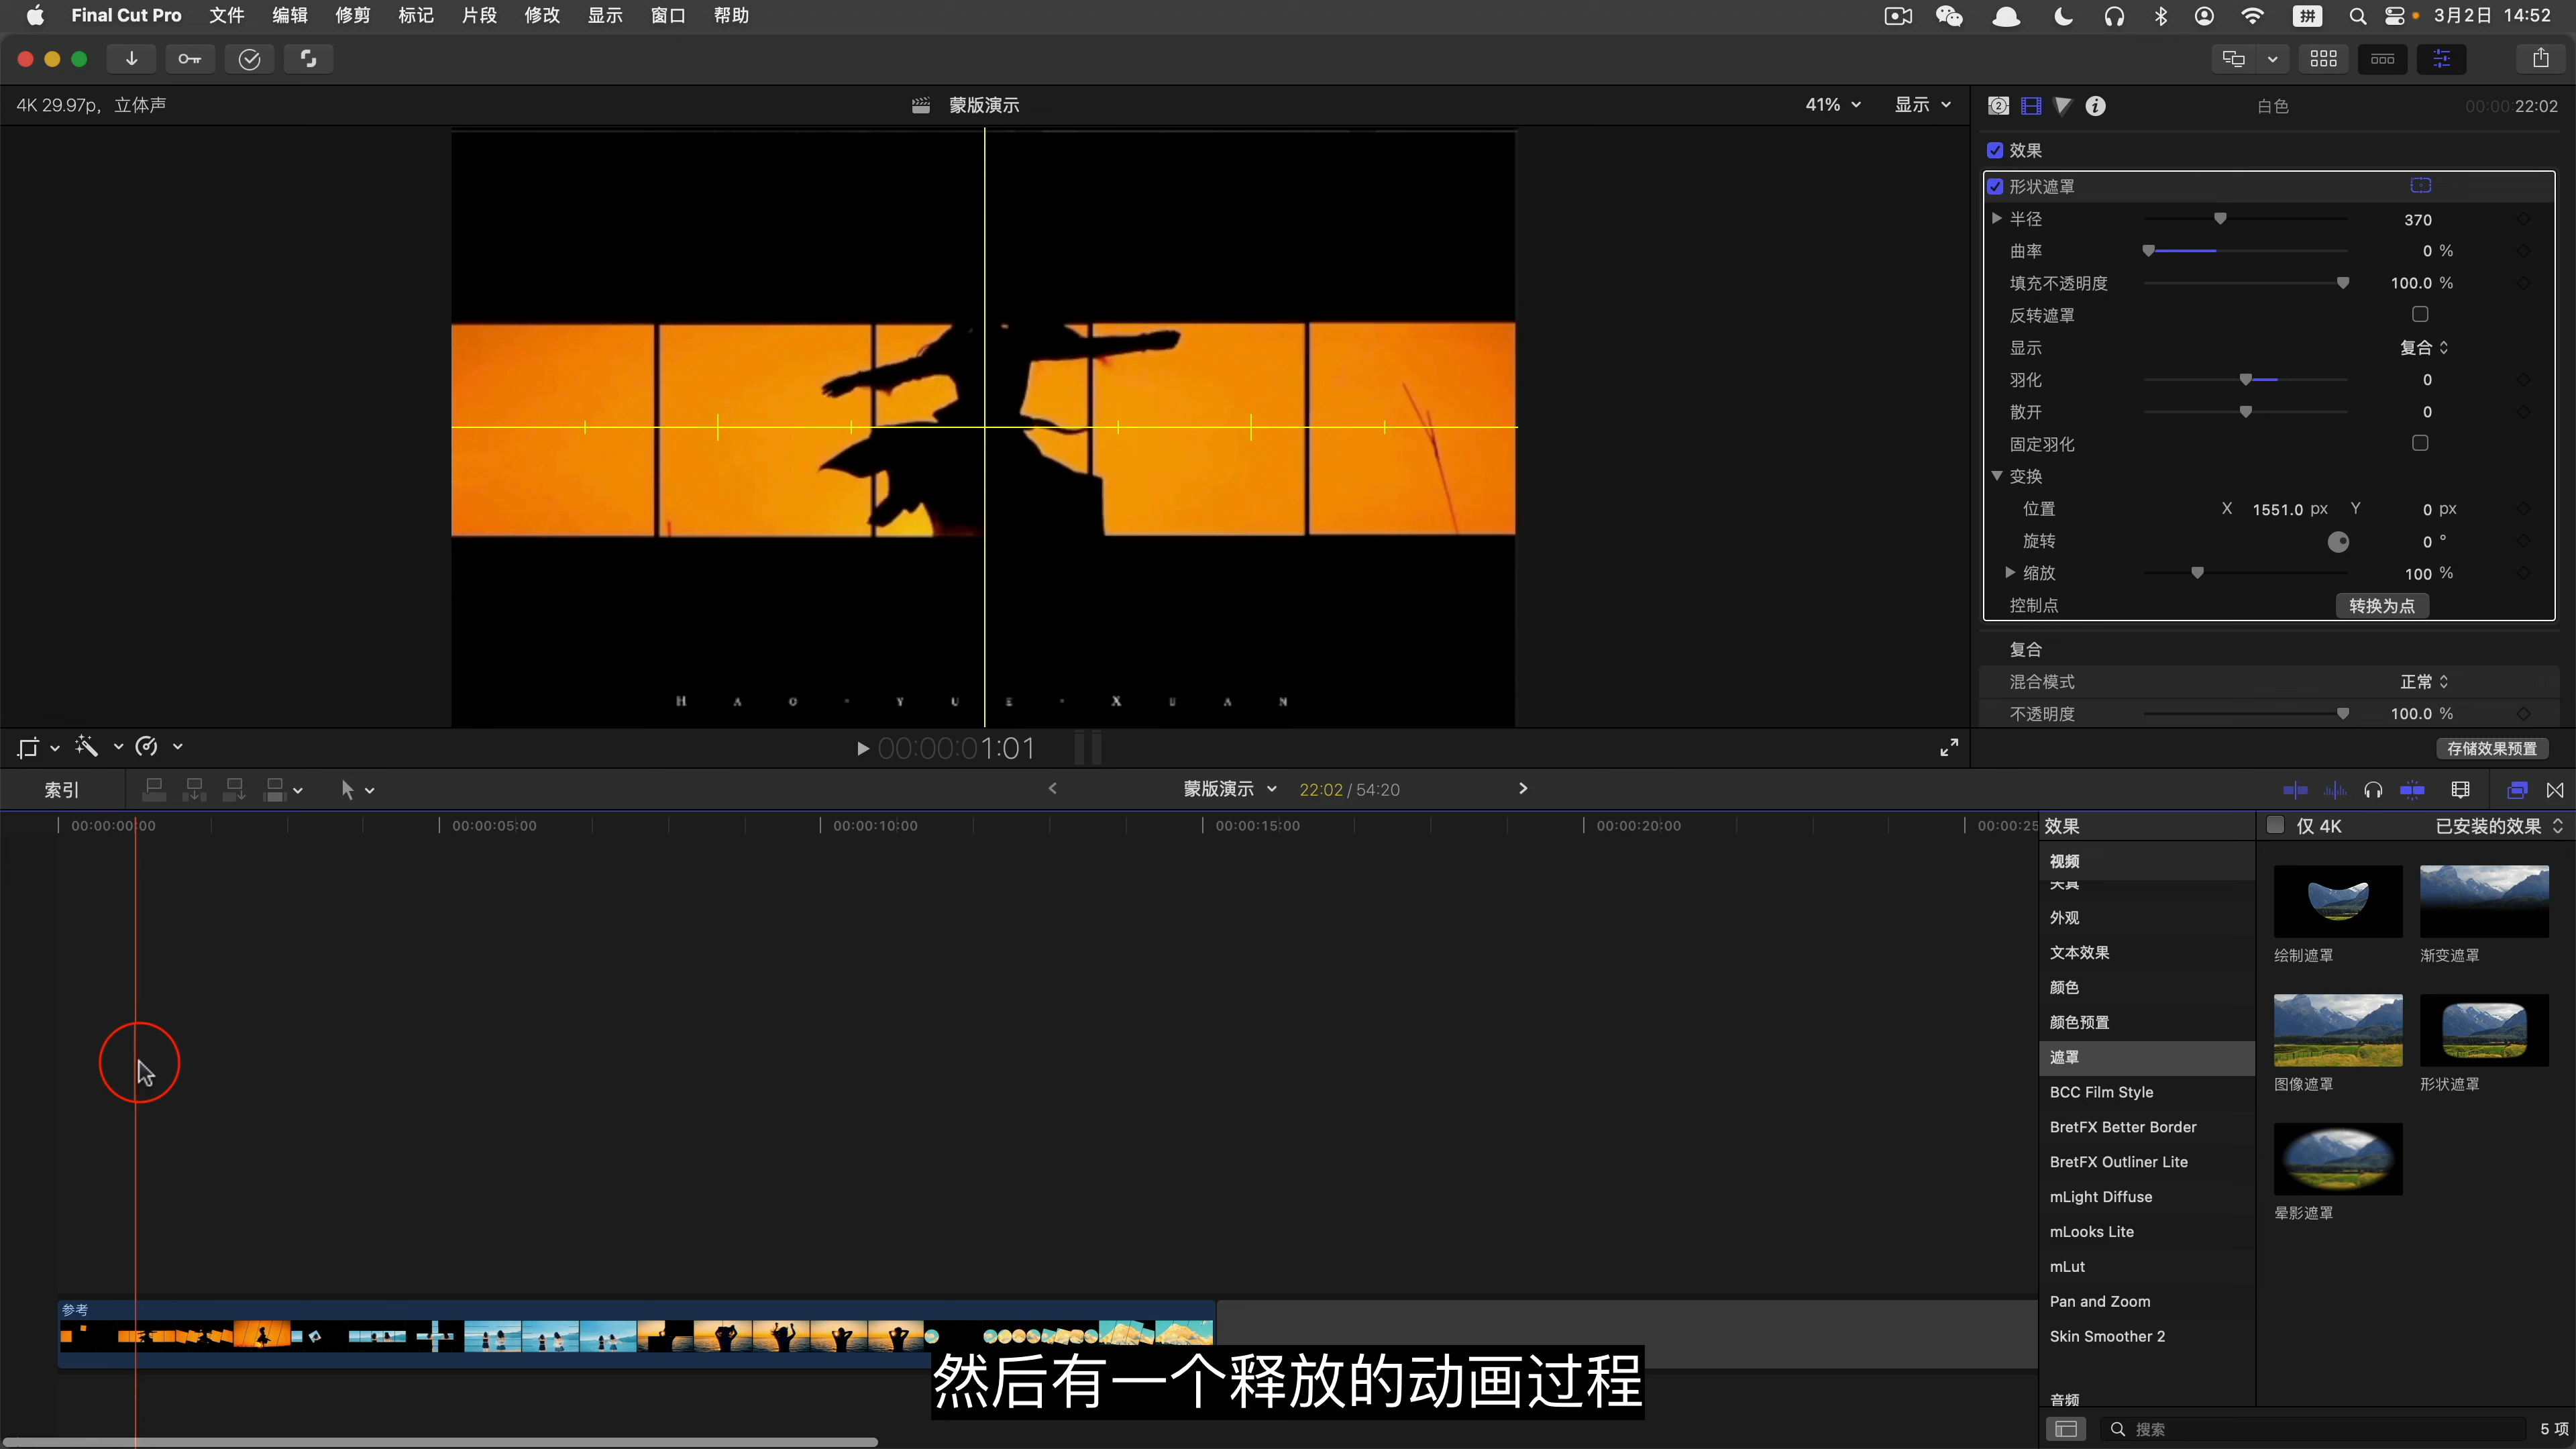 Final Cut Pro 文件 编辑 修剪 标记 片段 修改 显示 窗口 帮助 拼 3月2日 14:52
4K 29.97p, 立体声 蒙版演示 41% 显示 白色 00:00:00:22:02
效果
形状遮罩
半径 370
曲率 0 %
填充不透明度 100.0 %
反转遮罩
显示 复合
羽化 0
散开 0
固定羽化
变换
位置 X 1551.0 px Y 0 px
旋转 0 °
缩放 100 %
控制点 转换为点
复合
混合模式 正常
不透明度 100.0 %
H A O · Y U E · X U A N
00:00:01:01
存储效果预置
索引 蒙版演示 22:02 / 54:20
00:00:00:00 00:00:05:00 00:00:10:00 00:00:15:00 00:00:20:00 00:00:25
效果 仅 4K 已安装的效果
视频
失真
外观
文本效果
颜色
颜色预置
遮罩
BCC Film Style
BretFX Better Border
BretFX Outliner Lite
mLight Diffuse
mLooks Lite
mLut
Pan and Zoom
Skin Smoother 2
音频
绘制遮罩 渐变遮罩
图像遮罩 形状遮罩
晕影遮罩
参考
然后有一个释放的动画过程
搜索 5 项